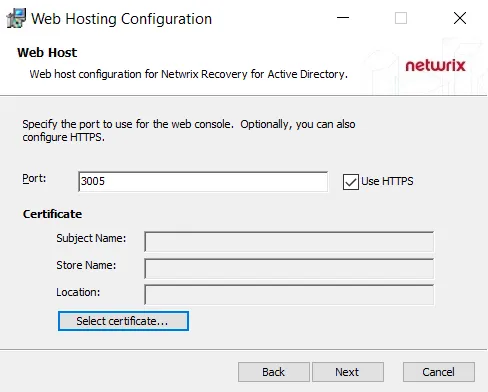 Web Hosting Configuration
Web Host
Web host configuration for Netwrix Recovery for Active Directory.
netwrix
Specify the port to use for the web console.  Optionally, you can also
configure HTTPS.
Port:
3005
Use HTTPS
Certificate
Subject Name:
Store Name:
Location:
Select certificate...
Back
Next
Cancel